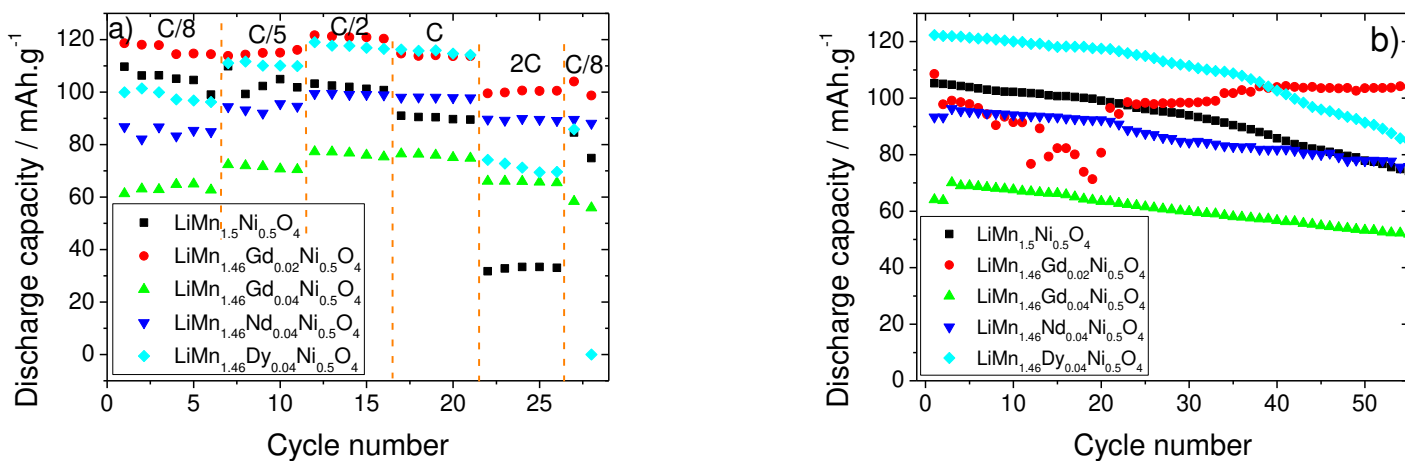 a)
C/8
C/5
C/2
C
2C
C/8
Discharge capacity / mAh.g⁻¹
120
100
80
60
40
20
0
LiMn₁.₅Ni₀.₅O₄
LiMn₁.₄₆Gd₀.₀₂Ni₀.₅O₄
LiMn₁.₄₆Gd₀.₀₄Ni₀.₅O₄
LiMn₁.₄₆Nd₀.₀₄Ni₀.₅O₄
LiMn₁.₄₆Dy₀.₀₄Ni₀.₅O₄
0 5 10 15 20 25
Cycle number
b)
Discharge capacity / mAh.g⁻¹
120
100
80
60
40
20
0
LiMn₁.₅Ni₀.₅O₄
LiMn₁.₄₆Gd₀.₀₂Ni₀.₅O₄
LiMn₁.₄₆Gd₀.₀₄Ni₀.₅O₄
LiMn₁.₄₆Nd₀.₀₄Ni₀.₅O₄
LiMn₁.₄₆Dy₀.₀₄Ni₀.₅O₄
0 10 20 30 40 50
Cycle number